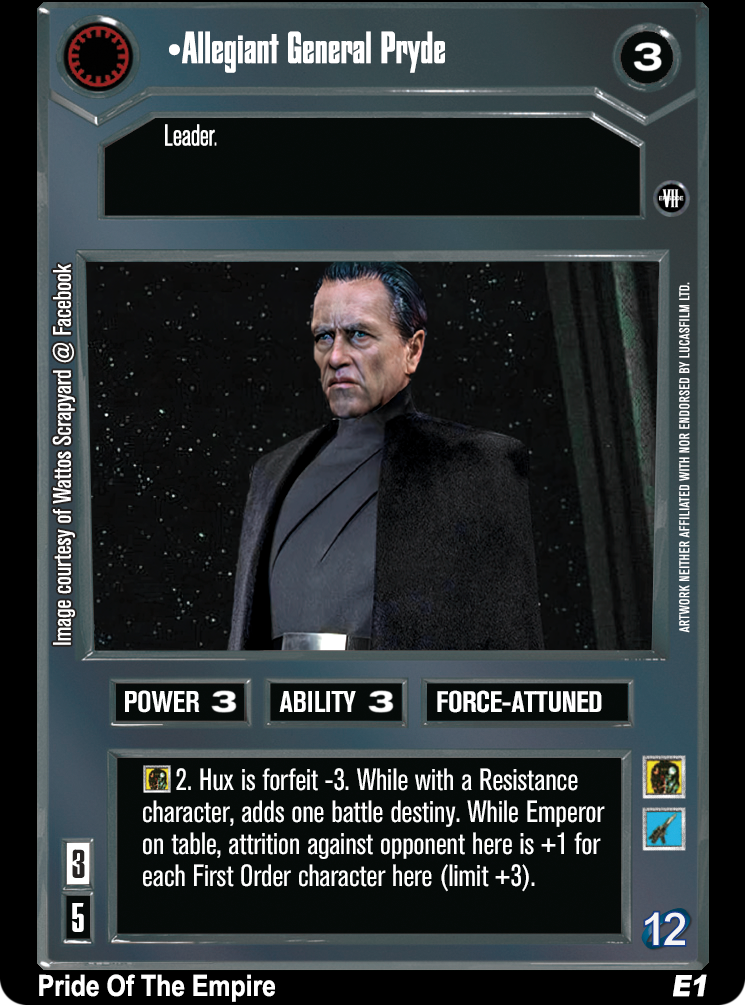 •Allegiant General Pryde
3
Leader.
EPISODE VII
Image courtesy of Wattos Scrapyard @ Facebook
ARTWORK NEITHER AFFILIATED WITH NOR ENDORSED BY LUCASFILM LTD.
POWER 3
ABILITY 3
FORCE-ATTUNED
2. Hux is forfeit -3. While with a Resistance
character, adds one battle destiny. While Emperor
on table, attrition against opponent here is +1 for
each First Order character here (limit +3).
3
5
12
Pride Of The Empire
E1